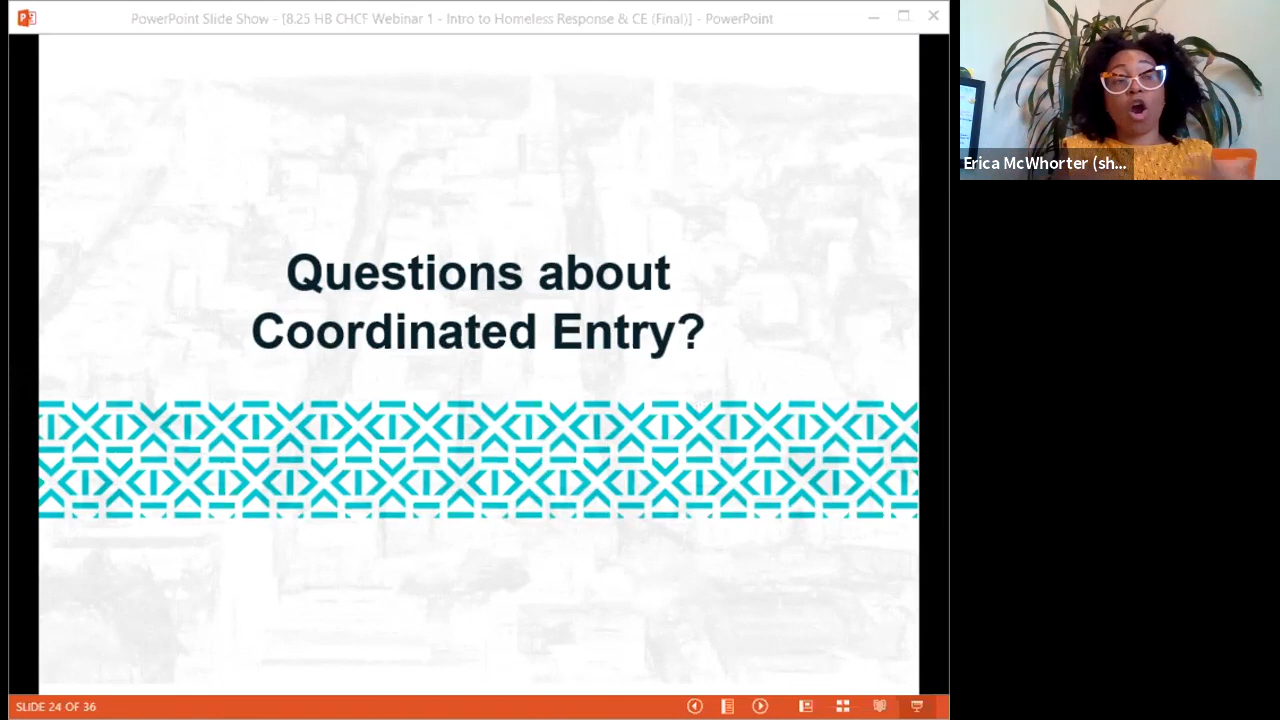 PowerPoint Slide Show - [8.25 HB CHCF Webinar 1 - Intro to Homeless Response & CE (Final)] - PowerPoint
Erica McWhorter (sh...
Questions about
Coordinated Entry?
SLIDE 24 OF 36